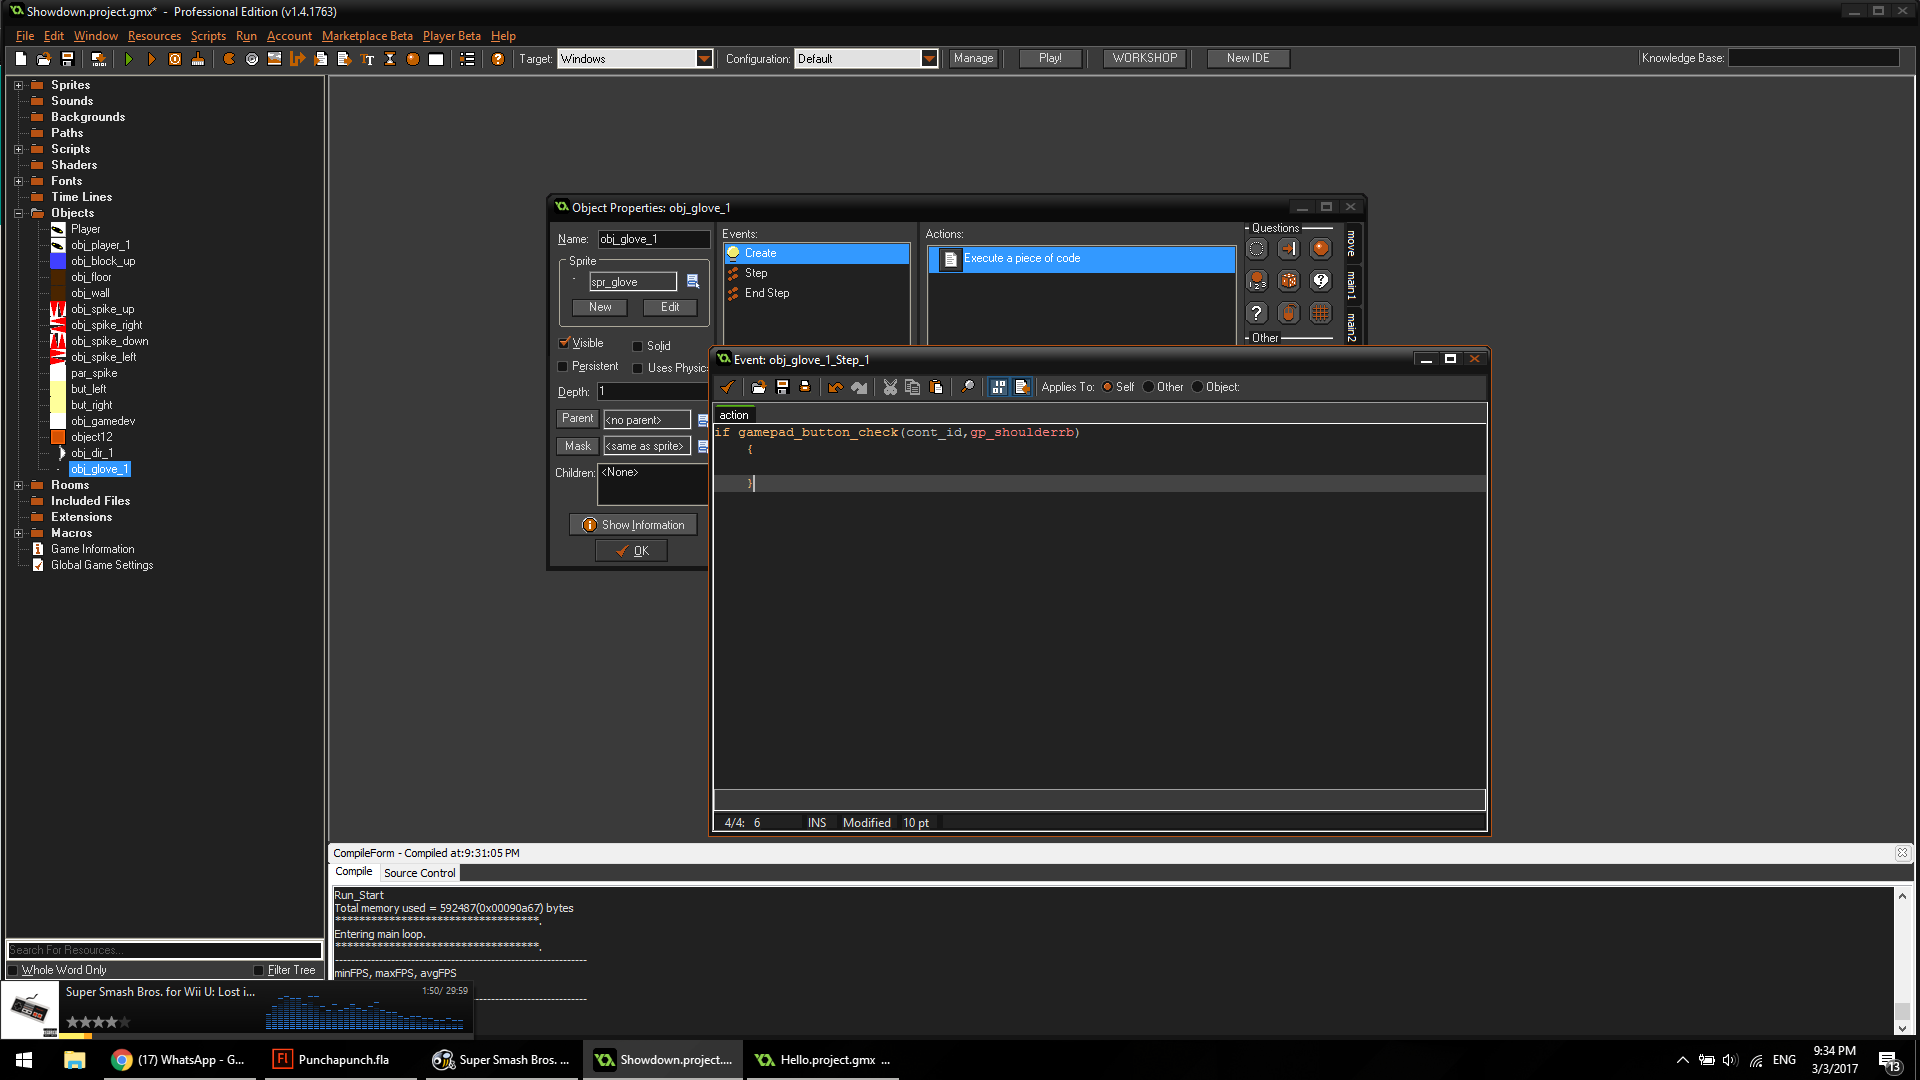 Showdown.project.gmx* - Professional Edition (v1.4.1763)
File Edit Window Resources Scripts Run Account Marketplace Beta Player Beta Help
Target: Windows Configuration: Default Manage Play! WORKSHOP New IDE Knowledge Base:
Sprites
Sounds
Backgrounds
Paths
Scripts
Shaders
Fonts
Time Lines
Objects
Player
obj_player_1
obj_block_up
obj_floor
obj_wall
obj_spike_up
obj_spike_right
obj_spike_down
obj_spike_left
par_spike
but_left
but_right
obj_gamedev
object12
obj_dir_1
obj_glove_1
Rooms
Included Files
Extensions
Macros
Game Information
Global Game Settings
Search For Resources...
Whole Word Only Filter Tree
Object Properties: obj_glove_1
Name: obj_glove_1
Sprite
spr_glove
New Edit
Visible Solid
Persistent Uses Physic
Depth: 1
Parent <no parent>
Mask <same as sprite>
Children: <None>
Show Information
OK
Events:
Create
Step
End Step
Actions:
Execute a piece of code
Questions
Other
move
main1
main2
Event: obj_glove_1_Step_1
Applies To: Self Other Object:
action
if gamepad_button_check(cont_id,gp_shoulderrb)
{
}
4/4: 6 INS Modified 10 pt
CompileForm - Compiled at:9:31:05 PM
Compile Source Control
Run_Start
Total memory used = 592487(0x00090a67) bytes
**********************************.
Entering main loop.
**********************************.
minFPS, maxFPS, avgFPS
Super Smash Bros. for Wii U: Lost i... 1:50/ 29:59
(17) WhatsApp - G... Punchapunch.fla Super Smash Bros. ... Showdown.project.... Hello.project.gmx ...
ENG
9:34 PM
3/3/2017
13